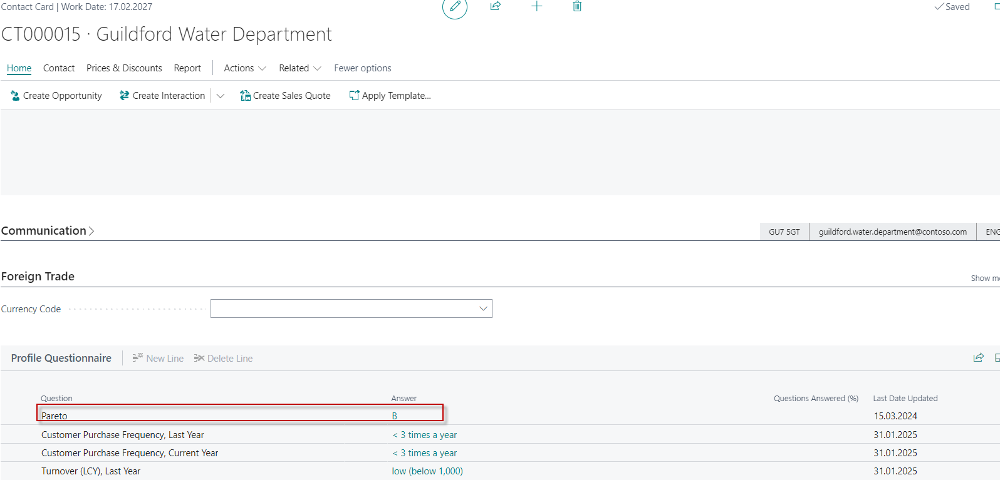 Contact Card | Work Date: 17.02.2027
Saved
CT000015 · Guildford Water Department
Home Contact Prices & Discounts Report Actions Related Fewer options
Create Opportunity Create Interaction Create Sales Quote Apply Template...
Communication
GU7 5GT guildford.water.department@contoso.com ENG
Foreign Trade
Show
Currency Code
Profile Questionnaire New Line Delete Line
Question Answer Questions Answered (%) Last Date Updated
Pareto B 15.03.2024
Customer Purchase Frequency, Last Year < 3 times a year 31.01.2025
Customer Purchase Frequency, Current Year < 3 times a year 31.01.2025
Turnover (LCY), Last Year low (below 1,000) 31.01.2025